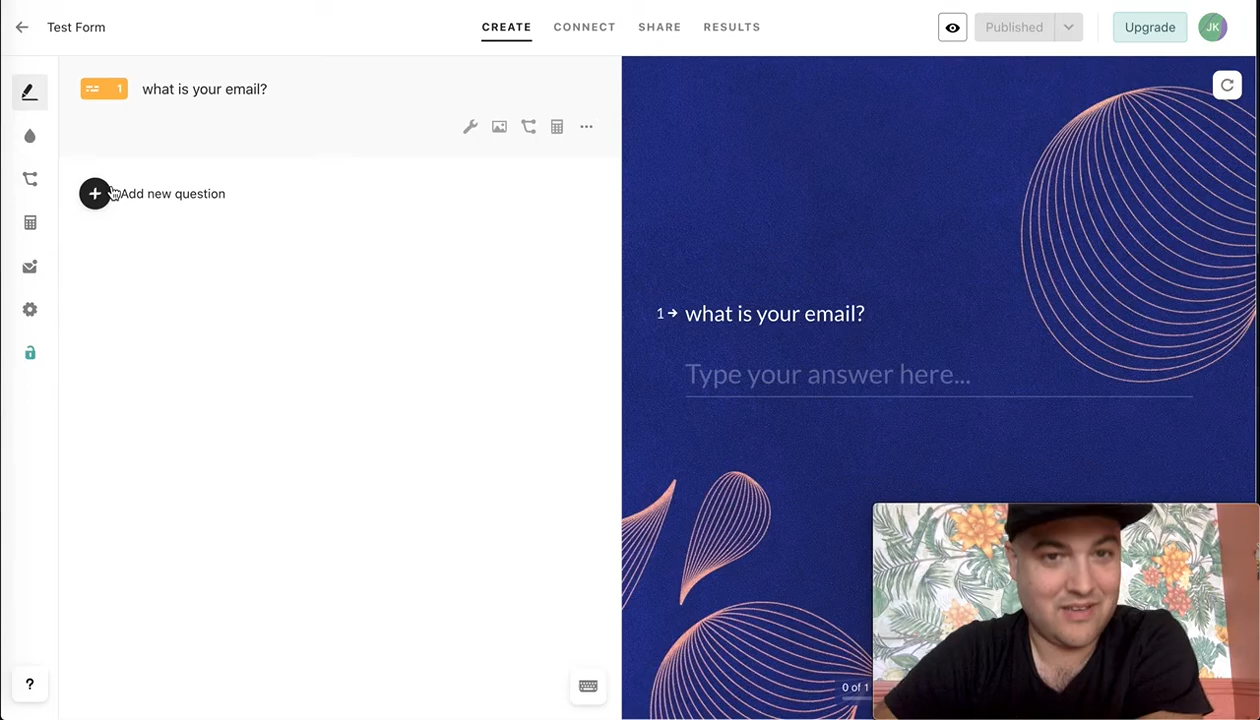 Test Form
CREATE CONNECT SHARE RESULTS
Published
Upgrade
JK
1 what is your email?
Add new question
1 what is your email?
Type your answer here...
0 of 1
?